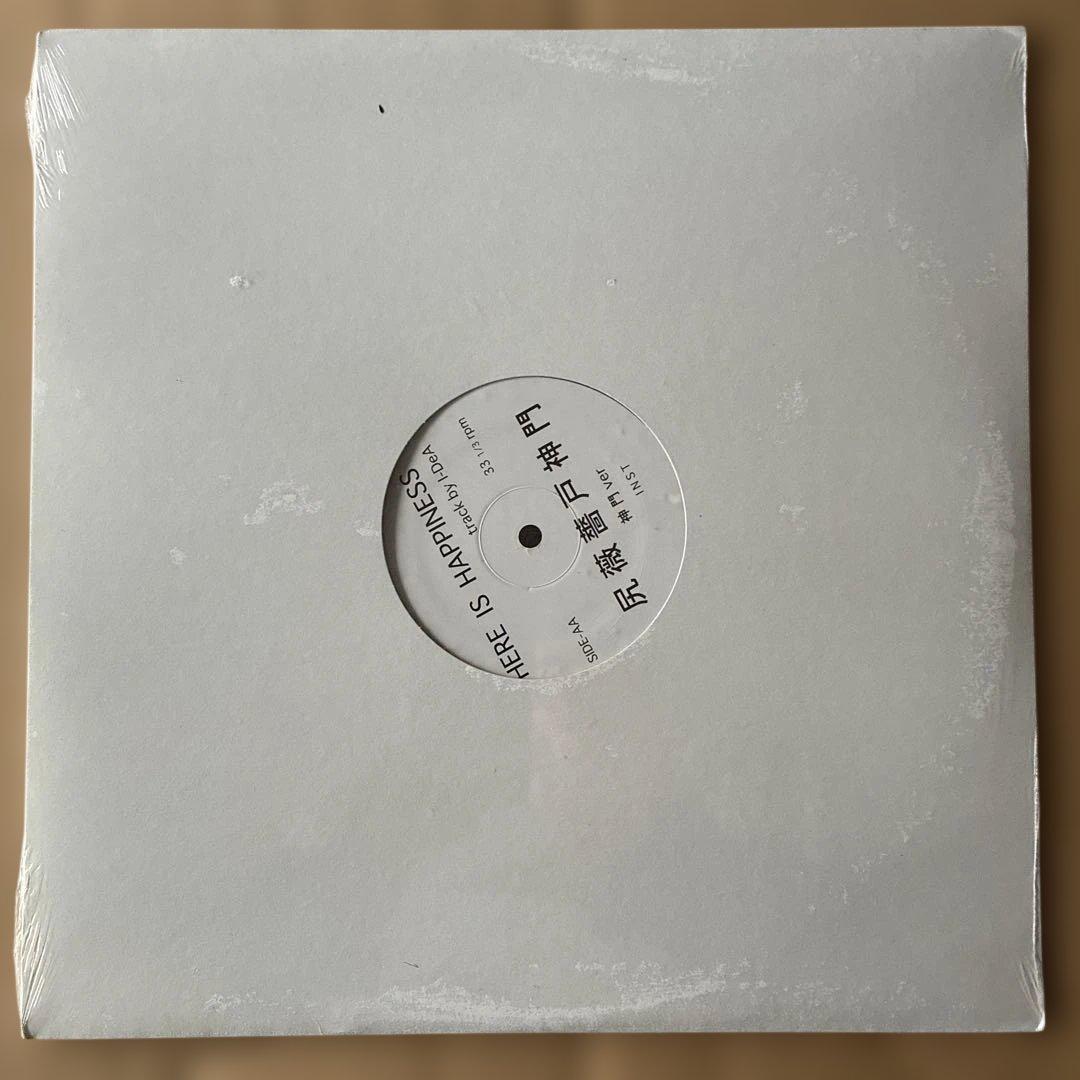 HERE IS HAPPINESS
track by I-DeA
33 1/3 rpm
SIDE-AA
尻薇薔戸神門
神門 ver
INST